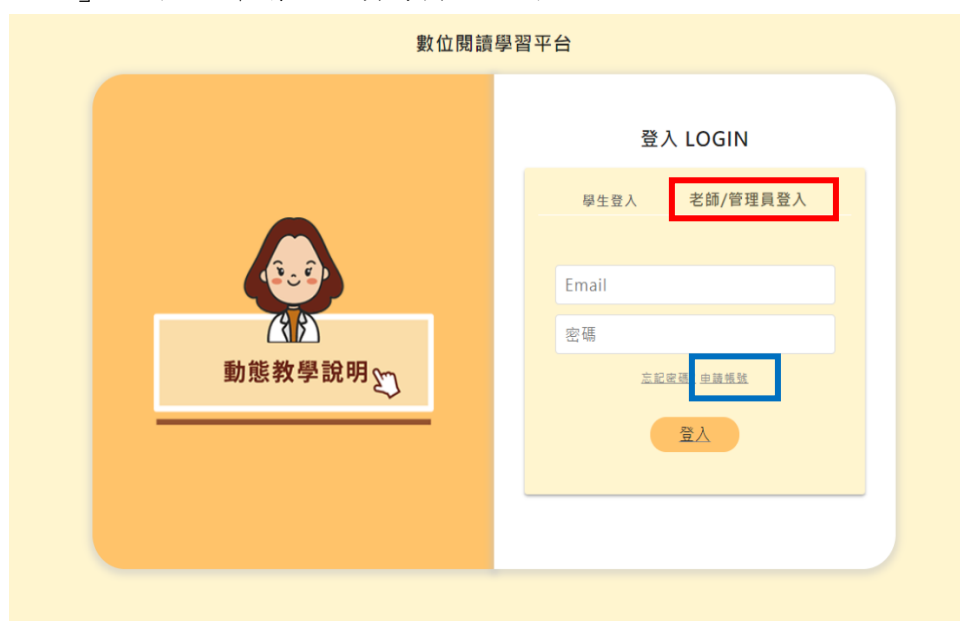 數位閱讀學習平台
登入 LOGIN
學生登入 老師/管理員登入
Email
密碼
忘記密碼 申請帳號
登入
動態教學說明